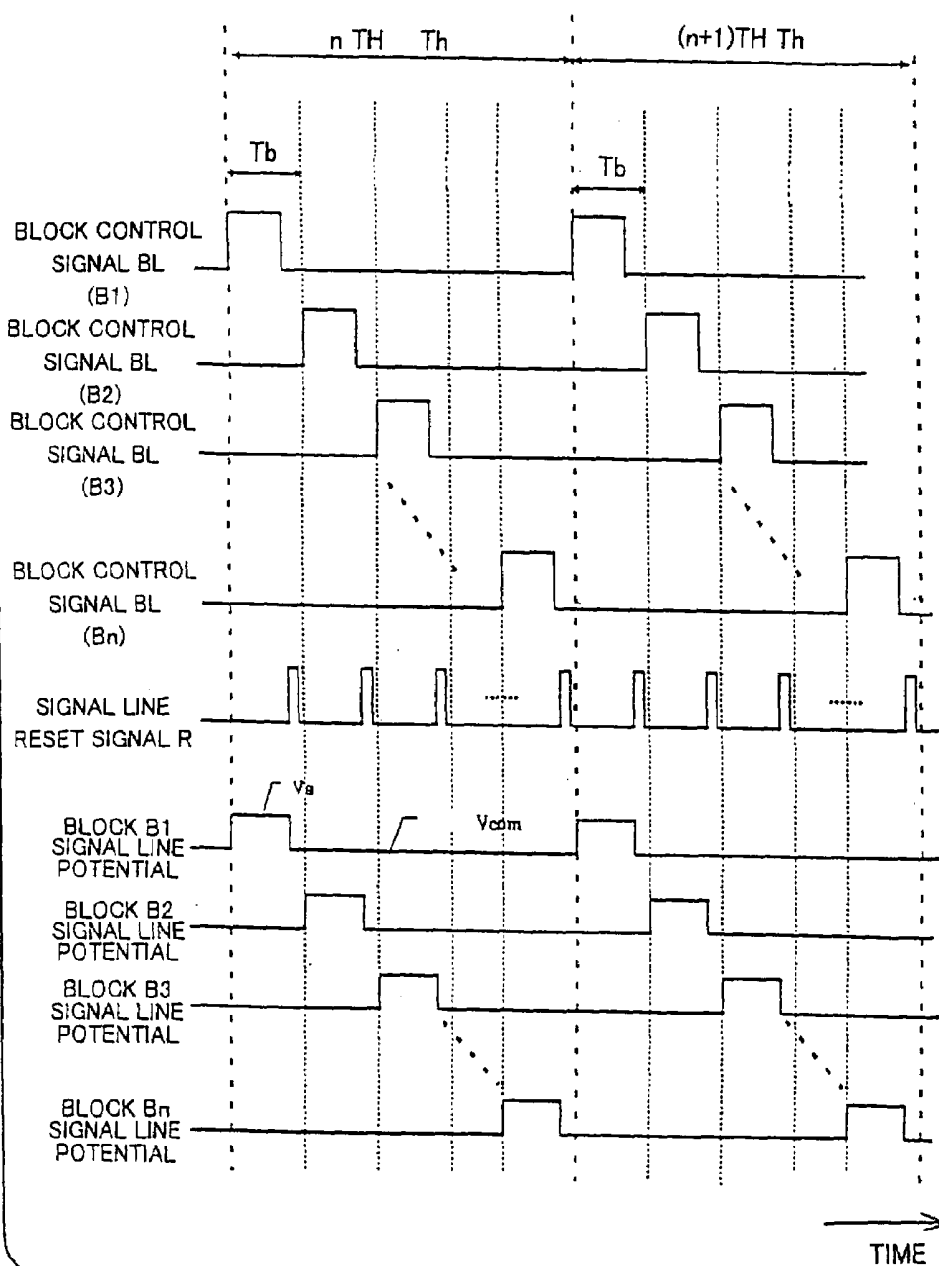 n TH Th
(n+1)TH Th
Tb
Tb
BLOCK CONTROL
SIGNAL BL
(B1)
BLOCK CONTROL
SIGNAL BL
(B2)
BLOCK CONTROL
SIGNAL BL
(B3)
BLOCK CONTROL
SIGNAL BL
(Bn)
SIGNAL LINE
RESET SIGNAL R
Vs
Vcom
BLOCK B1
SIGNAL LINE
POTENTIAL
BLOCK B2
SIGNAL LINE
POTENTIAL
BLOCK B3
SIGNAL LINE
POTENTIAL
BLOCK Bn
SIGNAL LINE
POTENTIAL
TIME